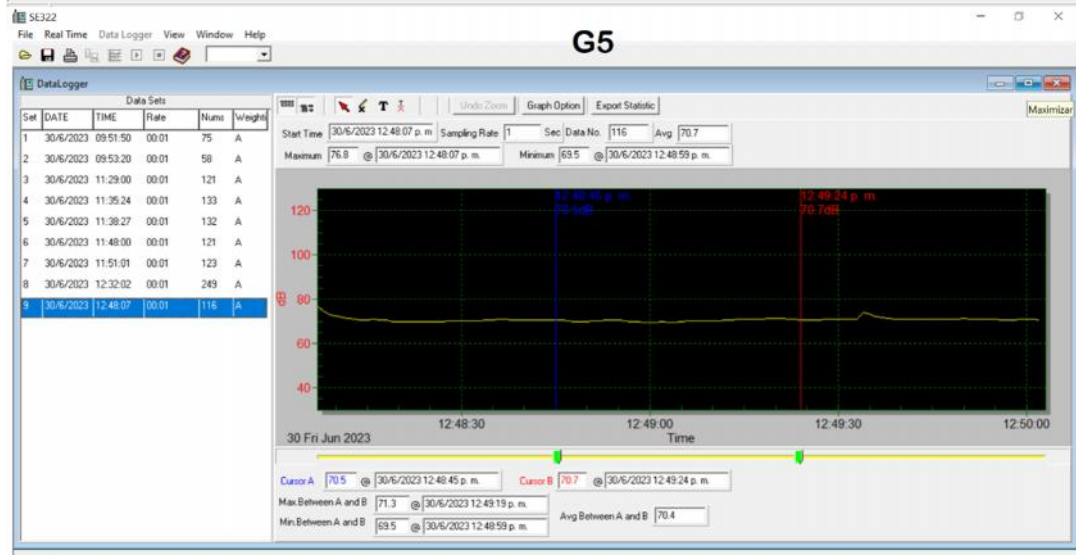 SE322
File Real Time Data Logger View Window Help
G5
DataLogger
Data Sets
Set DATE TIME Rate Nums Weighti
1 30/6/2023 09:51:50 00:01 75 A
2 30/6/2023 09:53:20 00:01 58 A
3 30/6/2023 11:29:00 00:01 121 A
4 30/6/2023 11:35:24 00:01 133 A
5 30/6/2023 11:38:27 00:01 132 A
6 30/6/2023 11:48:00 00:01 121 A
7 30/6/2023 11:51:01 00:01 123 A
8 30/6/2023 12:32:02 00:01 249 A
9 30/6/2023 12:48:07 00:01 116 A
T Undo Zoom Graph Option Export Statistic
Maximizar
Start Time 30/6/2023 12:48:07 p. m Sampling Rate 1 Sec Data No. 116 Avg 70.7
Maximum 76.8 @ 30/6/2023 12:48:07 p. m. Minimum 69.5 @ 30/6/2023 12:48:59 p. m.
12:48:45 p. m. 12:49:24 p. m.
70.5dB 70.7dB
120
100
dB 80
60
40
12:48:30 12:49:00 12:49:30 12:50:00
30 Fri Jun 2023 Time
Cursor A 70.5 @ 30/6/2023 12:48:45 p. m. Cursor B 70.7 @ 30/6/2023 12:49:24 p. m.
Max.Between A and B 71.3 @ 30/6/2023 12:49:19 p. m.
Min.Between A and B 69.5 @ 30/6/2023 12:48:59 p. m. Avg Between A and B 70.4